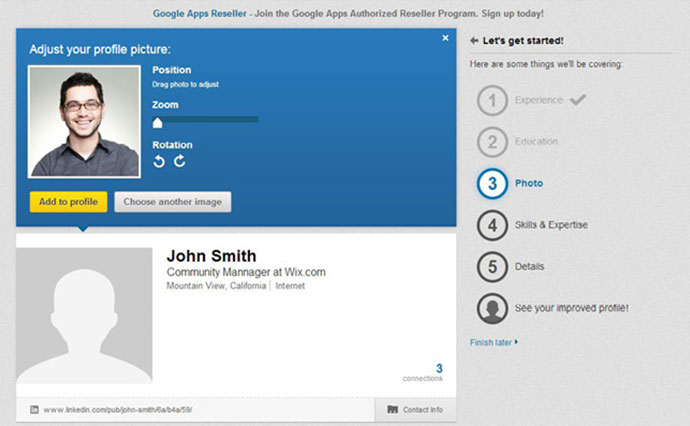 Google Apps Reseller - Join the Google Apps Authorized Reseller Program. Sign up today!
Adjust your profile picture:
Position
Drag photo to adjust
Zoom
Rotation
Add to profile
Choose another image
John Smith
Community Manager at Wix.com
Mountain View, California | Internet
3
connections
www.linkedin.com/pub/john-smith/6a/b4a/59/
Contact Info
Let's get started!
Here are some things we'll be covering:
1 Experience
2 Education
3 Photo
4 Skills & Expertise
5 Details
See your improved profile!
Finish later